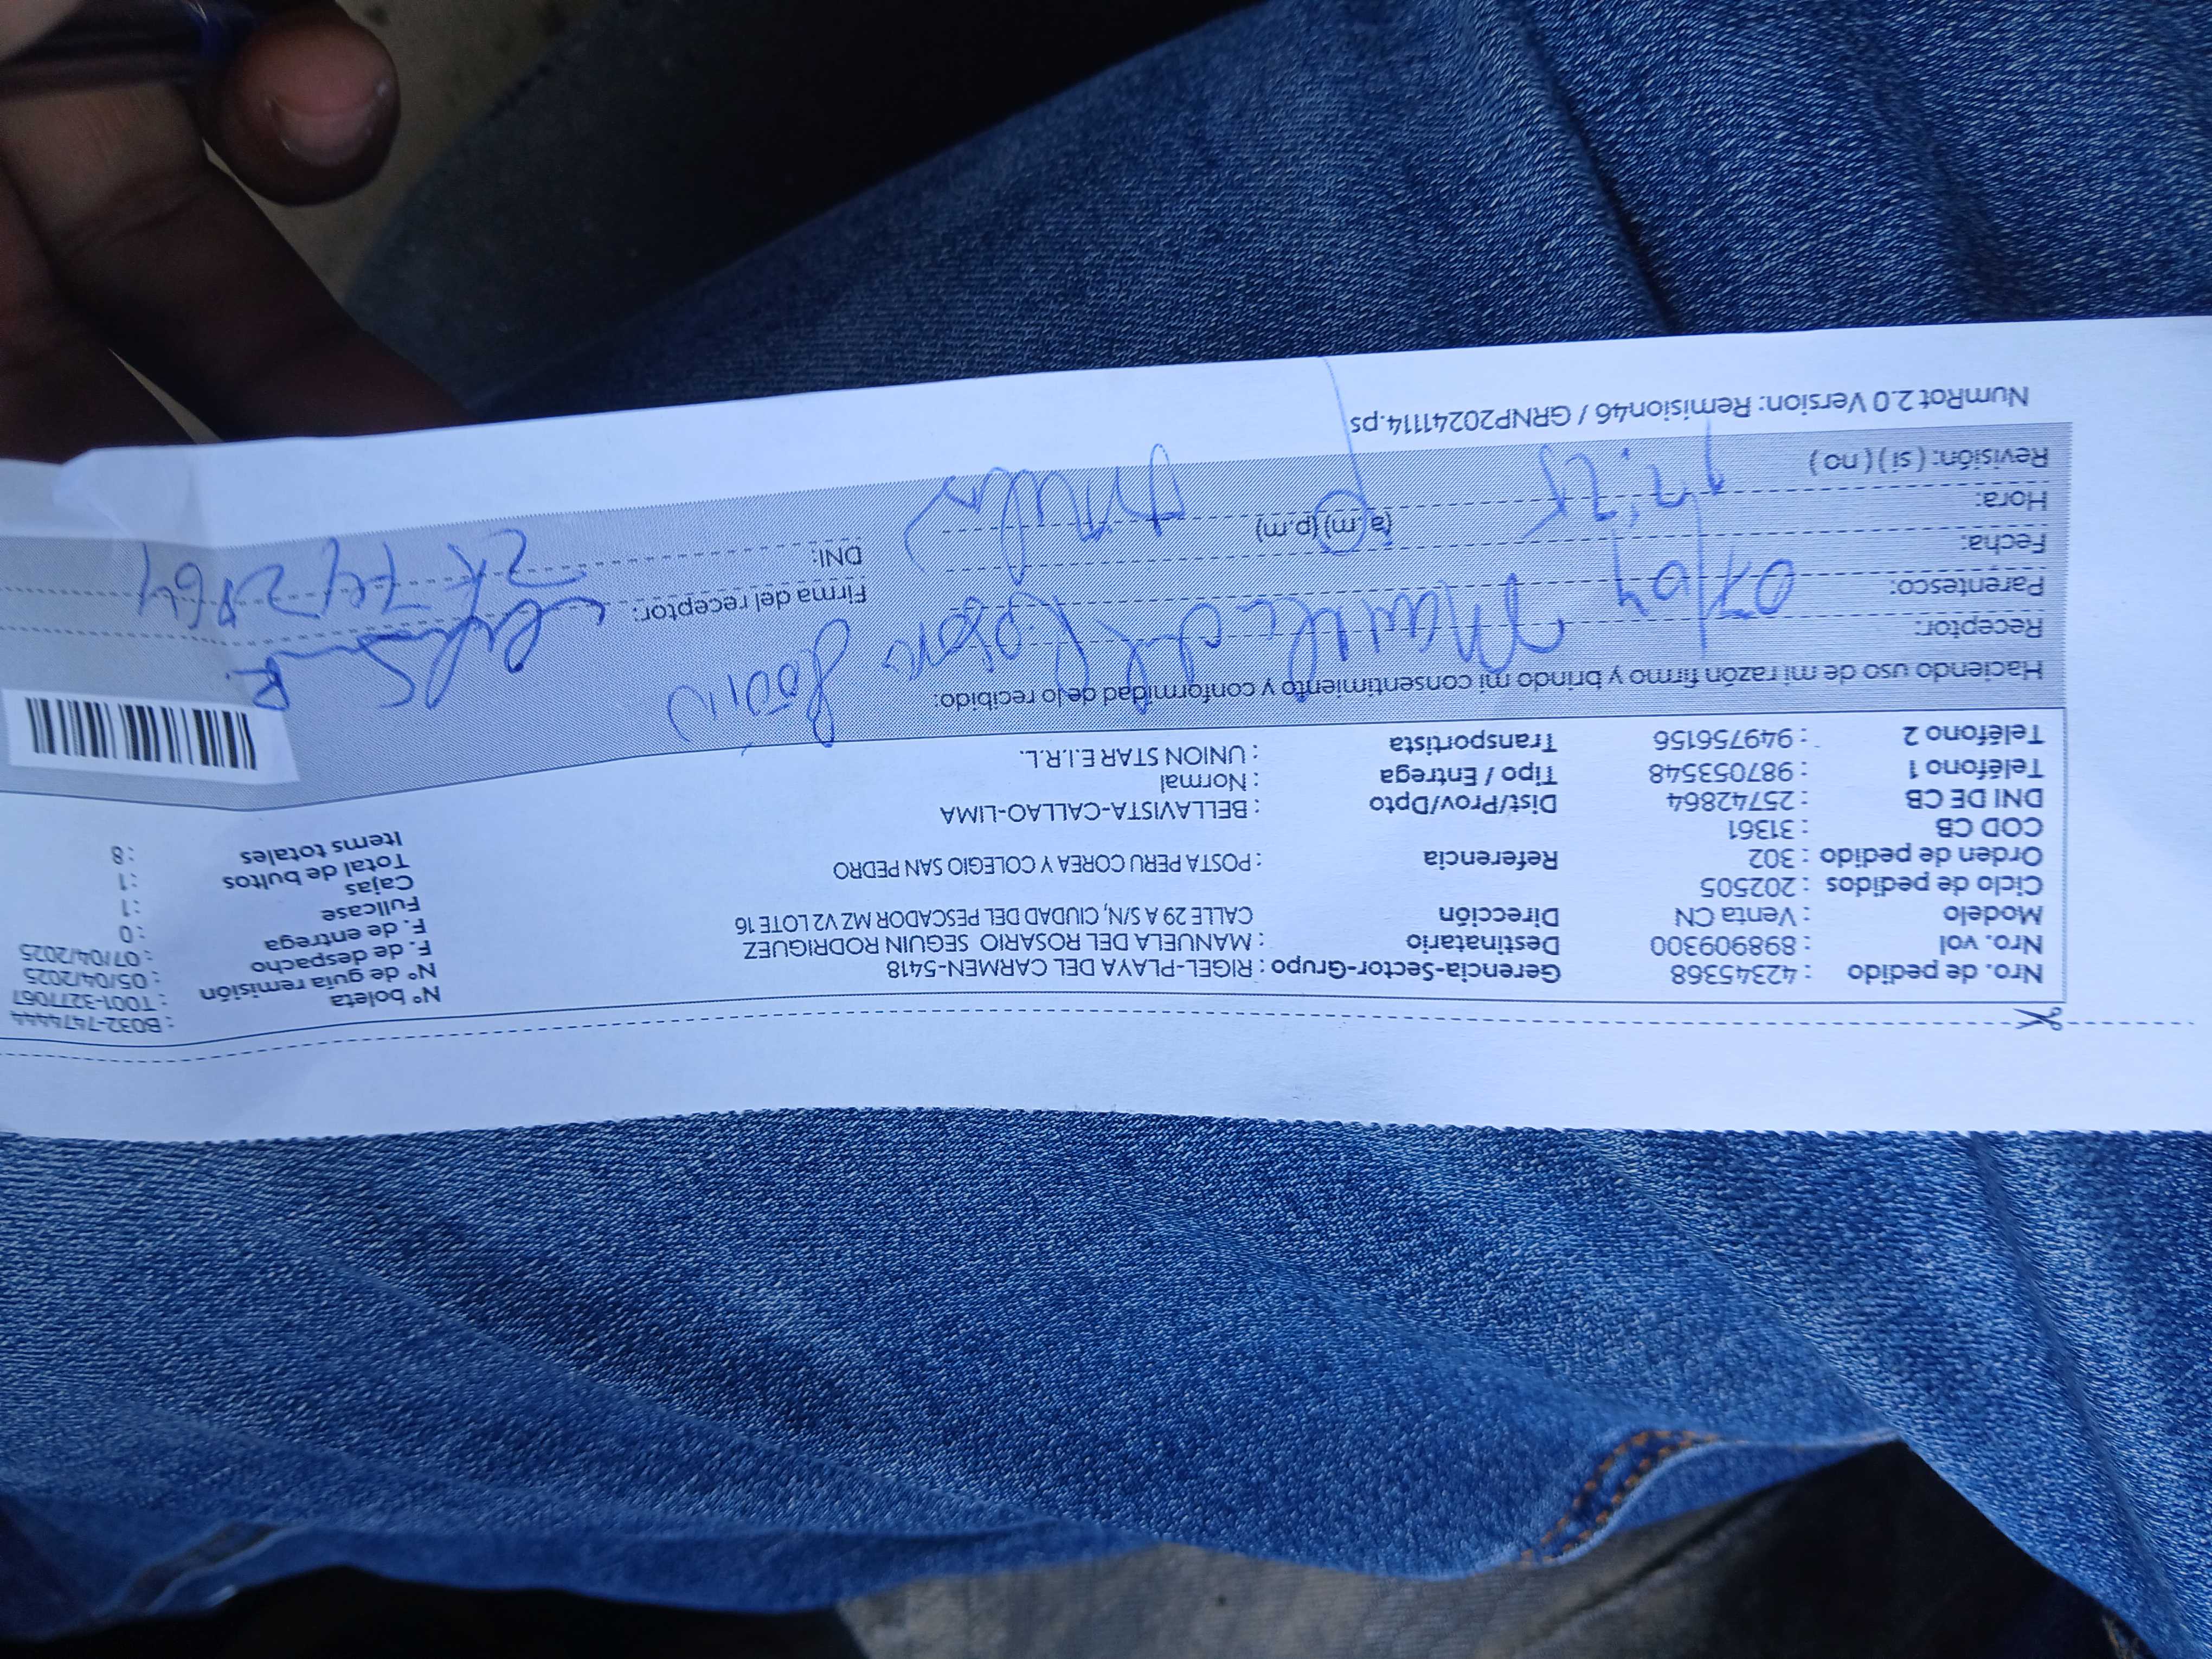 Nro. de pedido : 42345368 Gerencia-Sector-Grupo : RIGEL-PLAYA DEL CARMEN-5418 N° boleta : B032-7474444
Nro. vol : 898909300 Destinatario : MANUELA DEL ROSARIO SEGUIN RODRIGUEZ N° de guía remisión : T001-3277067
Modelo : Venta CN Dirección CALLE 29 A S/N, CIUDAD DEL PESCADOR MZ V2 LOTE 16 F. de despacho : 05/04/2025
Ciclo de pedidos : 202505 F. de entrega : 07/04/2025
Orden de pedido : 302 Referencia : POSTA PERU COREA Y COLEGIO SAN PEDRO Fullcase : 0
COD CB : 31361 Cajas : 1
DNI DE CB : 25742864 Dist/Prov/Dpto : BELLAVISTA-CALLAO-LIMA Total de bultos : 1
Teléfono 1 : 987053548 Tipo / Entrega : Normal Items totales : 8
Teléfono 2 : 949756156 Transportista : UNION STAR E.I.R.L.
Haciendo uso de mi razón firmo y brindo mi consentimiento y conformidad de lo recibido:
Receptor:
Parentesco: Firma del receptor:
Fecha: 07/04 DNI: 25742864
Hora: (a.m) (p.m)
Revisión: ( sí ) ( no )
NumRot 2.0 Version: Remision46 / GRNP20241114.ps